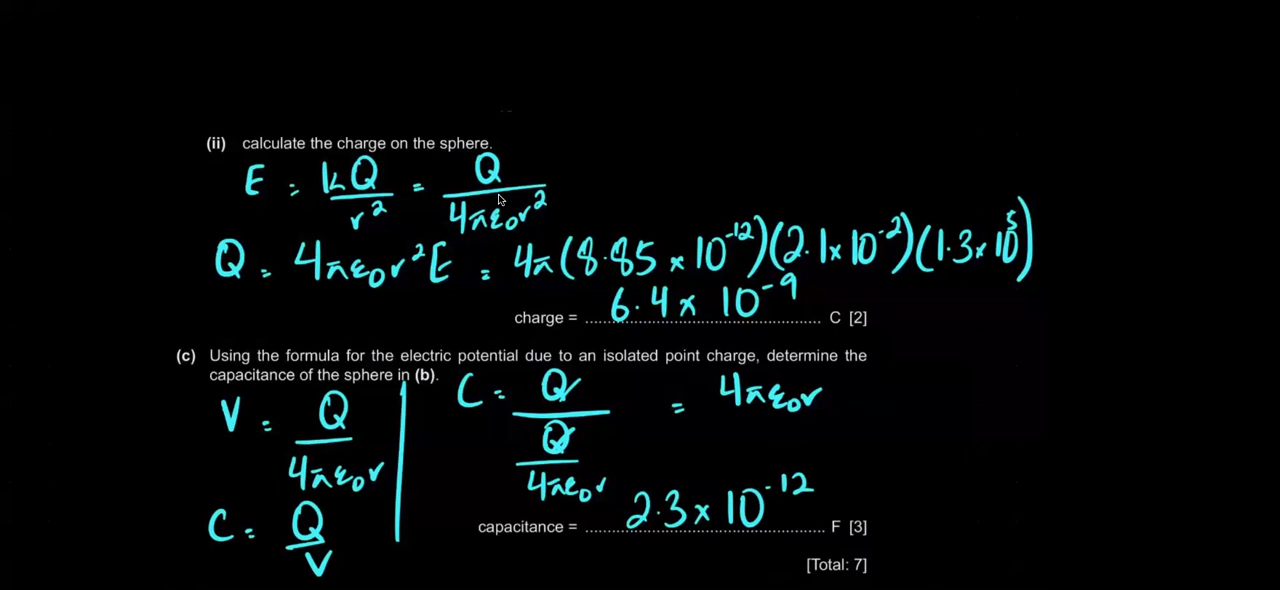 (ii) calculate the charge on the sphere.
E = kQ/r² = Q/4πε₀r²
Q = 4πε₀r²E = 4π(8.85 × 10⁻¹²)(2.1 × 10⁻²)(1.3 × 10⁵)
6.4 × 10⁻⁹
charge = ............................................... C [2]
(c) Using the formula for the electric potential due to an isolated point charge, determine the
capacitance of the sphere in (b).
V = Q/4πε₀r
C = Q/V
C = Q/(Q/4πε₀r) = 4πε₀r
2.3 × 10⁻¹²
capacitance = ............................................... F [3]
[Total: 7]